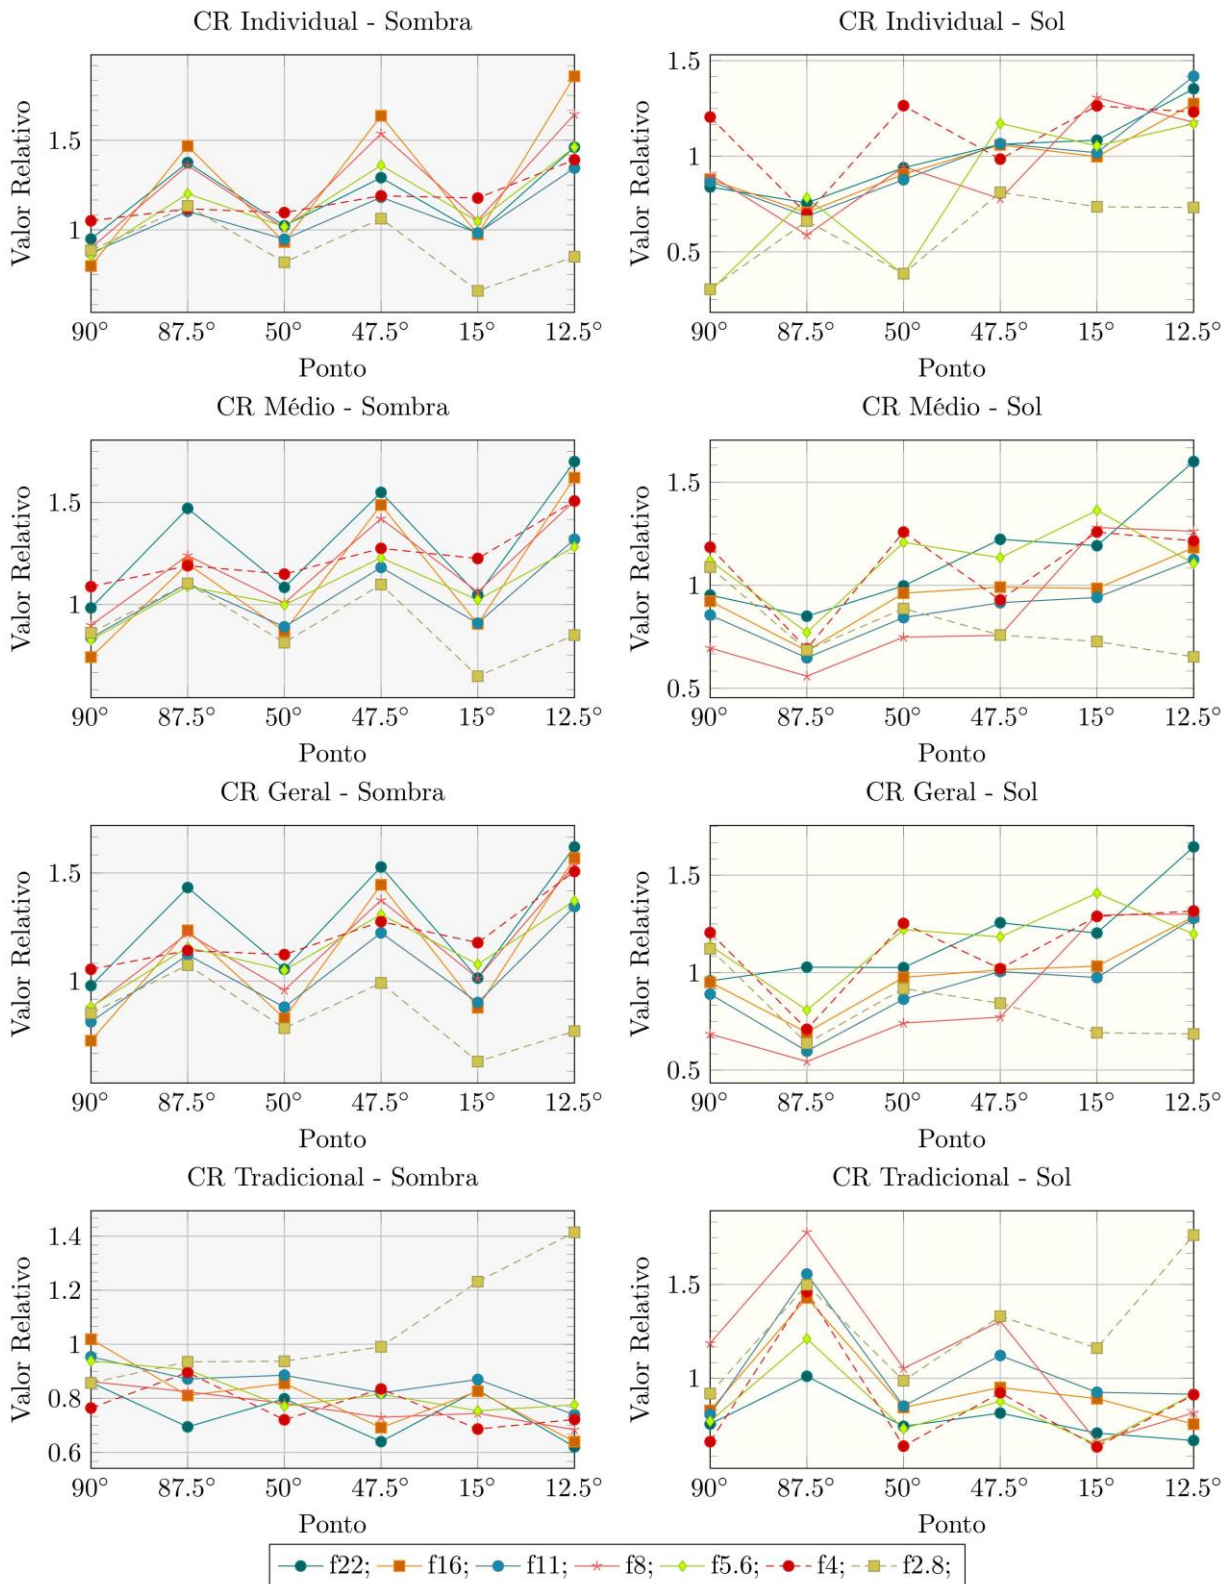 CR Individual - Sombra
Valor Relativo
1.5
1
90° 87.5° 50° 47.5° 15° 12.5°
Ponto
CR Individual - Sol
Valor Relativo
1.5
1
0.5
90° 87.5° 50° 47.5° 15° 12.5°
Ponto
CR Médio - Sombra
Valor Relativo
1.5
1
90° 87.5° 50° 47.5° 15° 12.5°
Ponto
CR Médio - Sol
Valor Relativo
1.5
1
0.5
90° 87.5° 50° 47.5° 15° 12.5°
Ponto
CR Geral - Sombra
Valor Relativo
1.5
1
90° 87.5° 50° 47.5° 15° 12.5°
Ponto
CR Geral - Sol
Valor Relativo
1.5
1
0.5
90° 87.5° 50° 47.5° 15° 12.5°
Ponto
CR Tradicional - Sombra
Valor Relativo
1.4
1.2
1
0.8
0.6
90° 87.5° 50° 47.5° 15° 12.5°
Ponto
CR Tradicional - Sol
Valor Relativo
1.5
1
90° 87.5° 50° 47.5° 15° 12.5°
Ponto
f22; f16; f11; f8; f5.6; f4; f2.8;